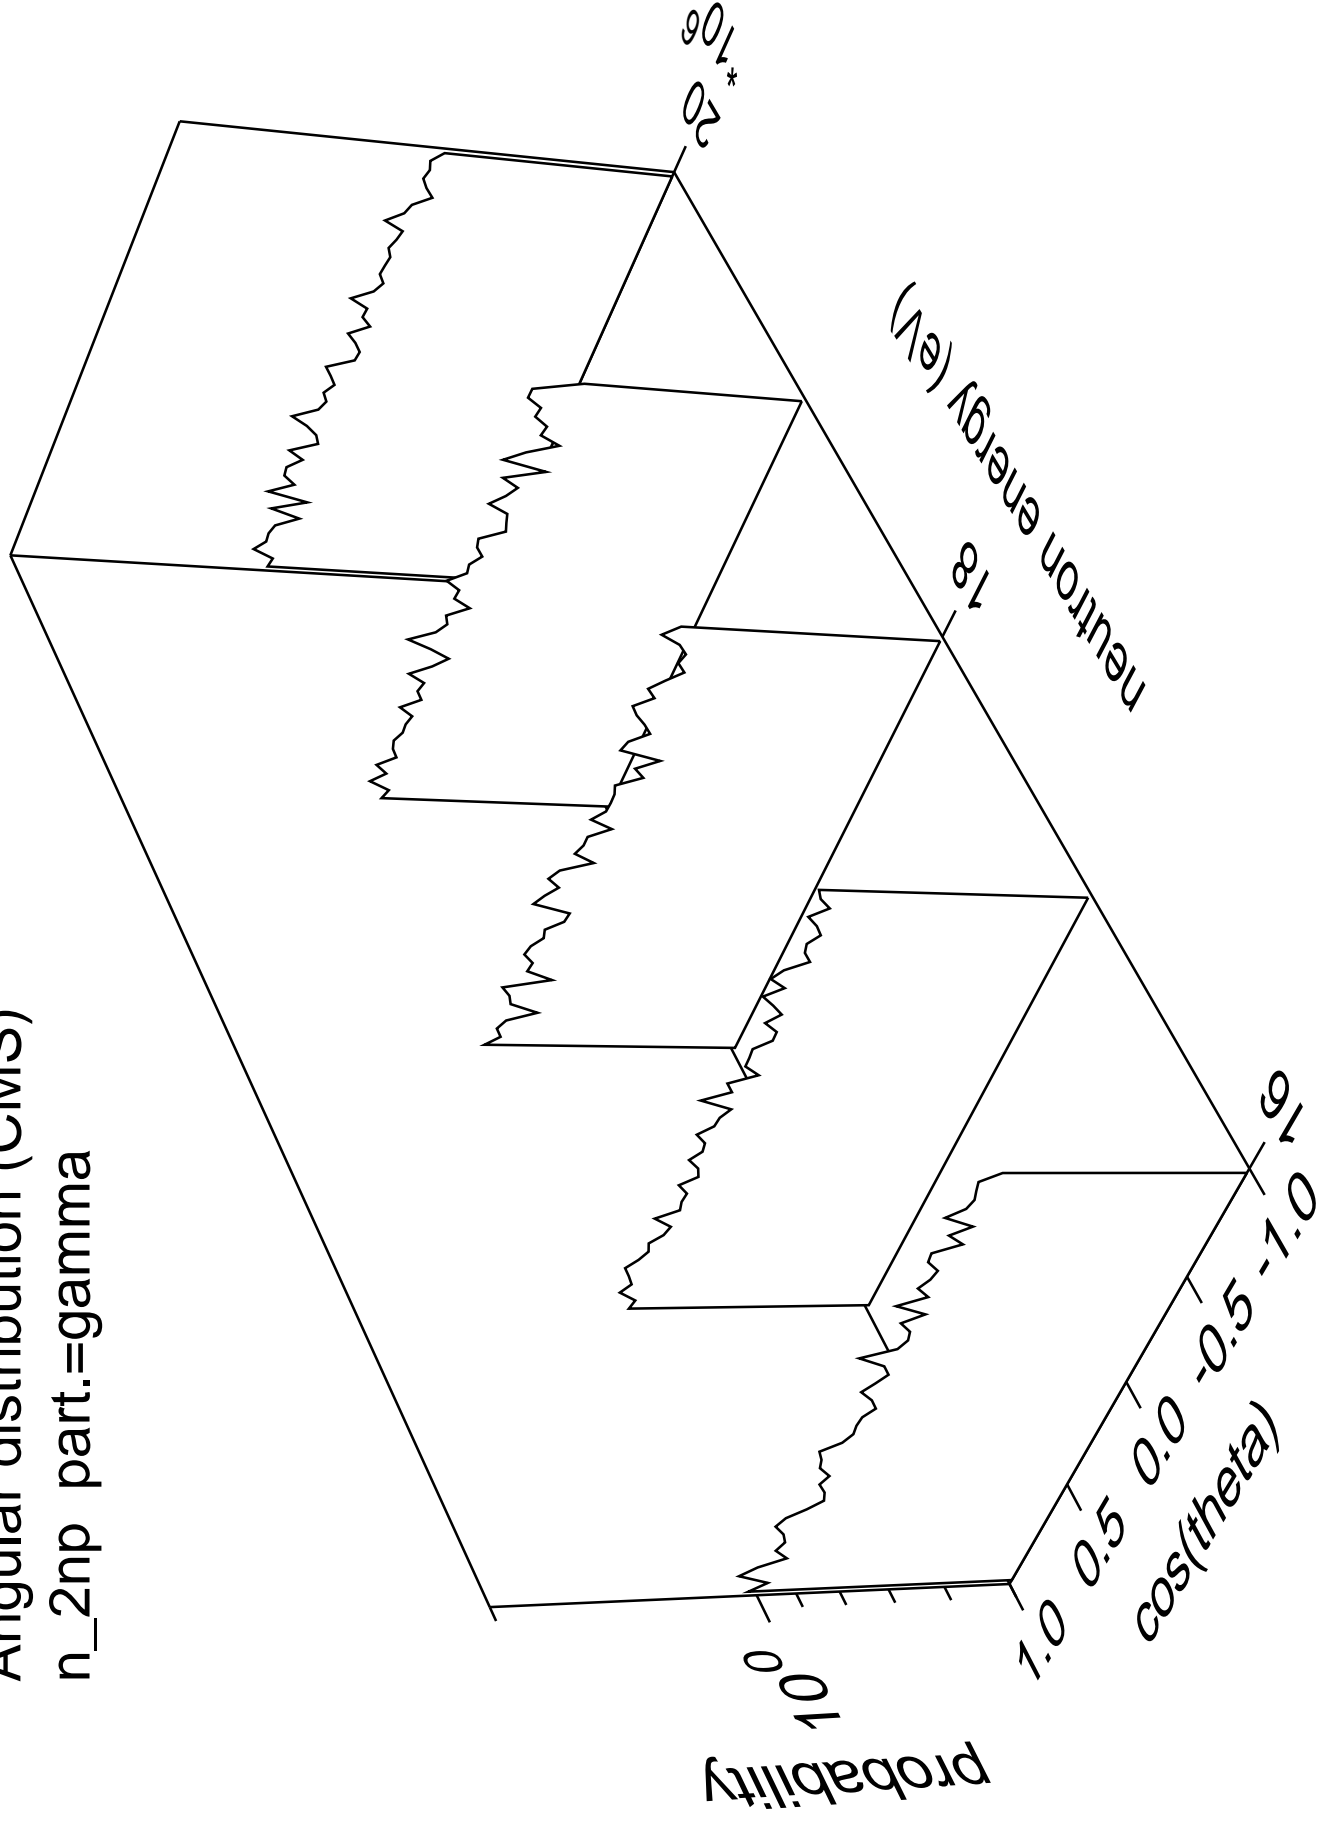 Angular distribution (CMS)
n_2np part.=gamma
probability
10 0
1.0 0.5 0.0 -0.5 -1.0
cos(theta)
16 18 20
* 10 6
neutron energy (eV)